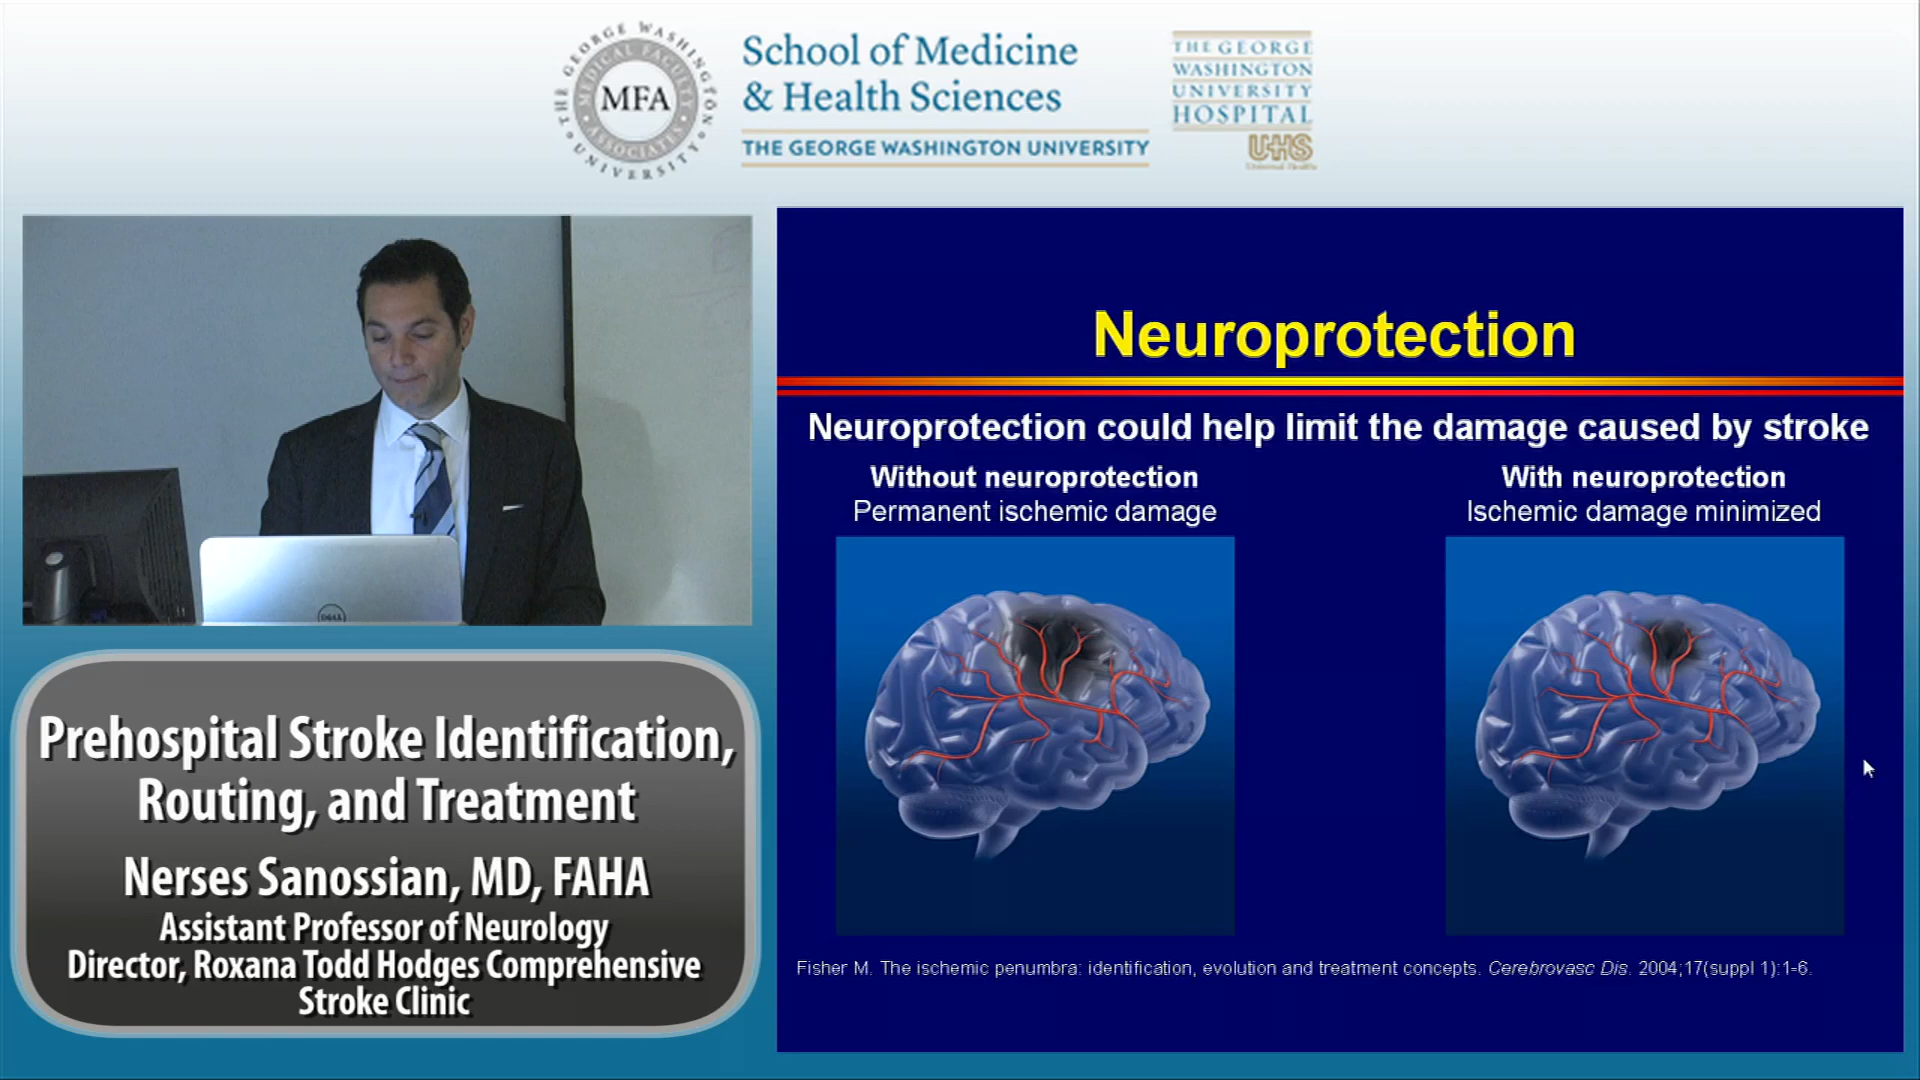 THE GEORGE WASHINGTON UNIVERSITY
MEDICAL FACULTY ASSOCIATES
MFA
School of Medicine
& Health Sciences
THE GEORGE WASHINGTON UNIVERSITY
THE GEORGE
WASHINGTON
UNIVERSITY
HOSPITAL
UHS
Neuroprotection
Neuroprotection could help limit the damage caused by stroke
Without neuroprotection
Permanent ischemic damage
With neuroprotection
Ischemic damage minimized
Fisher M. The ischemic penumbra: identification, evolution and treatment concepts. Cerebrovasc Dis. 2004;17(suppl 1):1-6.
DELL
Prehospital Stroke Identification,
Routing, and Treatment
Nerses Sanossian, MD, FAHA
Assistant Professor of Neurology
Director, Roxana Todd Hodges Comprehensive
Stroke Clinic